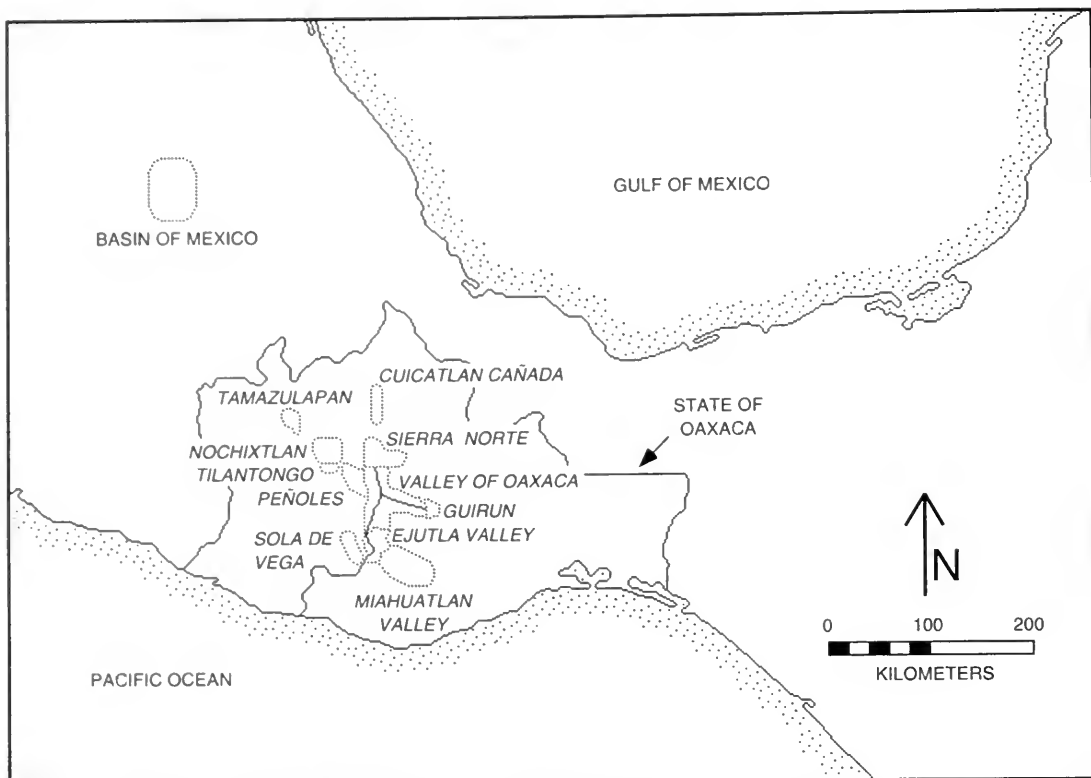 GULF OF MEXICO
BASIN OF MEXICO
CUICATLAN CAÑADA
TAMAZULAPAN
STATE OF
OAXACA
NOCHIXTLAN
SIERRA NORTE
TILANTONGO
VALLEY OF OAXACA
PEÑOLES
GUIRUN
SOLA DE
VEGA
EJUTLA VALLEY
MIAHUATLAN
VALLEY
N
0 100 200
KILOMETERS
PACIFIC OCEAN